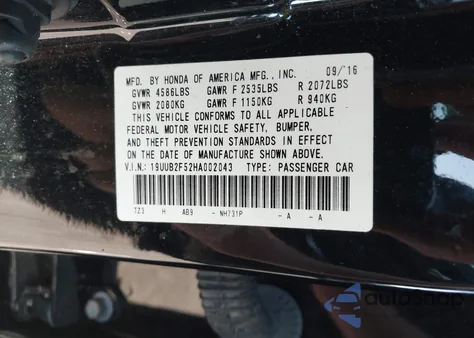 MFD. BY HONDA OF AMERICA MFG., INC. 09/'16
GVWR 4586LBS GAWR F 2535LBS R 2072LBS
GVWR 2080KG GAWR F 1150KG R 940KG
THIS VEHICLE CONFORMS TO ALL APPLICABLE
FEDERAL MOTOR VEHICLE SAFETY, BUMPER,
AND THEFT PREVENTION STANDARDS IN EFFECT
ON THE DATE OF MANUFACTURE SHOWN ABOVE.
V.I.N.: 19UUB2F52HA002043 TYPE: PASSENGER CAR
T23 H AB9 - NH731P - A - A
autoshop